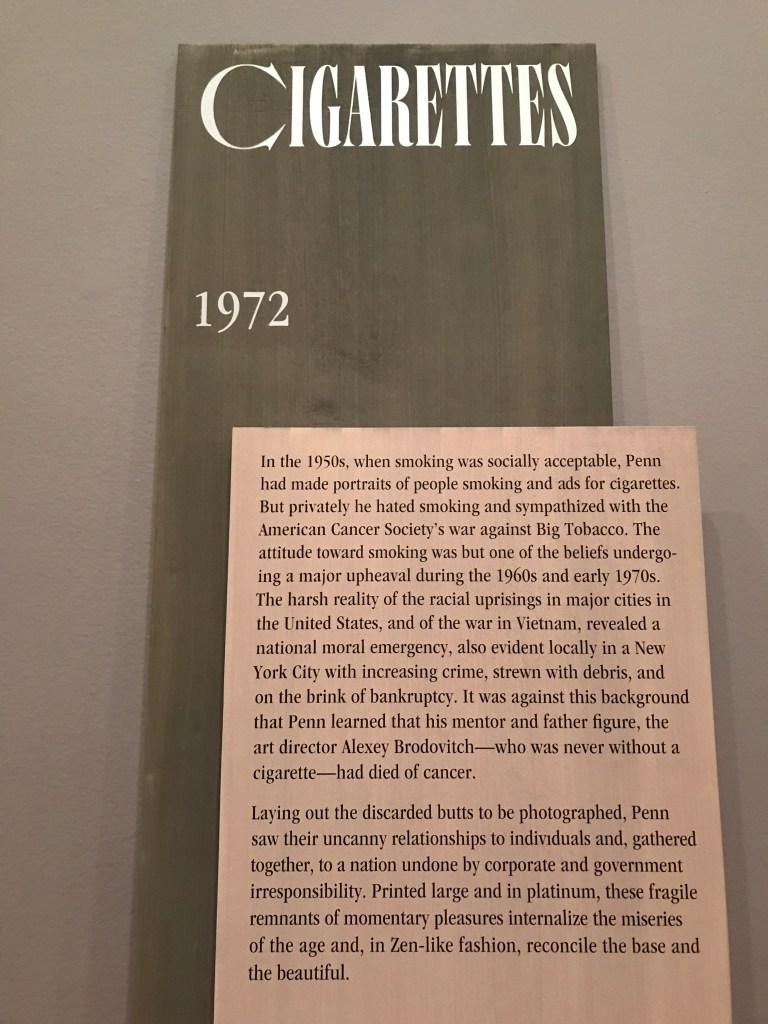 CIGARETTES
1972
In the 1950s, when smoking was socially acceptable, Penn
had made portraits of people smoking and ads for cigarettes.
But privately he hated smoking and sympathized with the
American Cancer Society's war against Big Tobacco. The
attitude toward smoking was but one of the beliefs undergo-
ing a major upheaval during the 1960s and early 1970s.
The harsh reality of the racial uprisings in major cities in
the United States, and of the war in Vietnam, revealed a
national moral emergency, also evident locally in a New
York City with increasing crime, strewn with debris, and
on the brink of bankruptcy. It was against this background
that Penn learned that his mentor and father figure, the
art director Alexey Brodovitch—who was never without a
cigarette—had died of cancer.
Laying out the discarded butts to be photographed, Penn
saw their uncanny relationships to individuals and, gathered
together, to a nation undone by corporate and government
irresponsibility. Printed large and in platinum, these fragile
remnants of momentary pleasures internalize the miseries
of the age and, in Zen-like fashion, reconcile the base and
the beautiful.